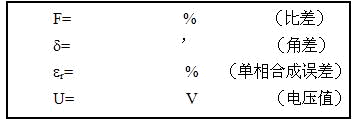 F= % （比差）
δ= ′ （角差）
εr= % （单相合成误差）
U= V （电压值）